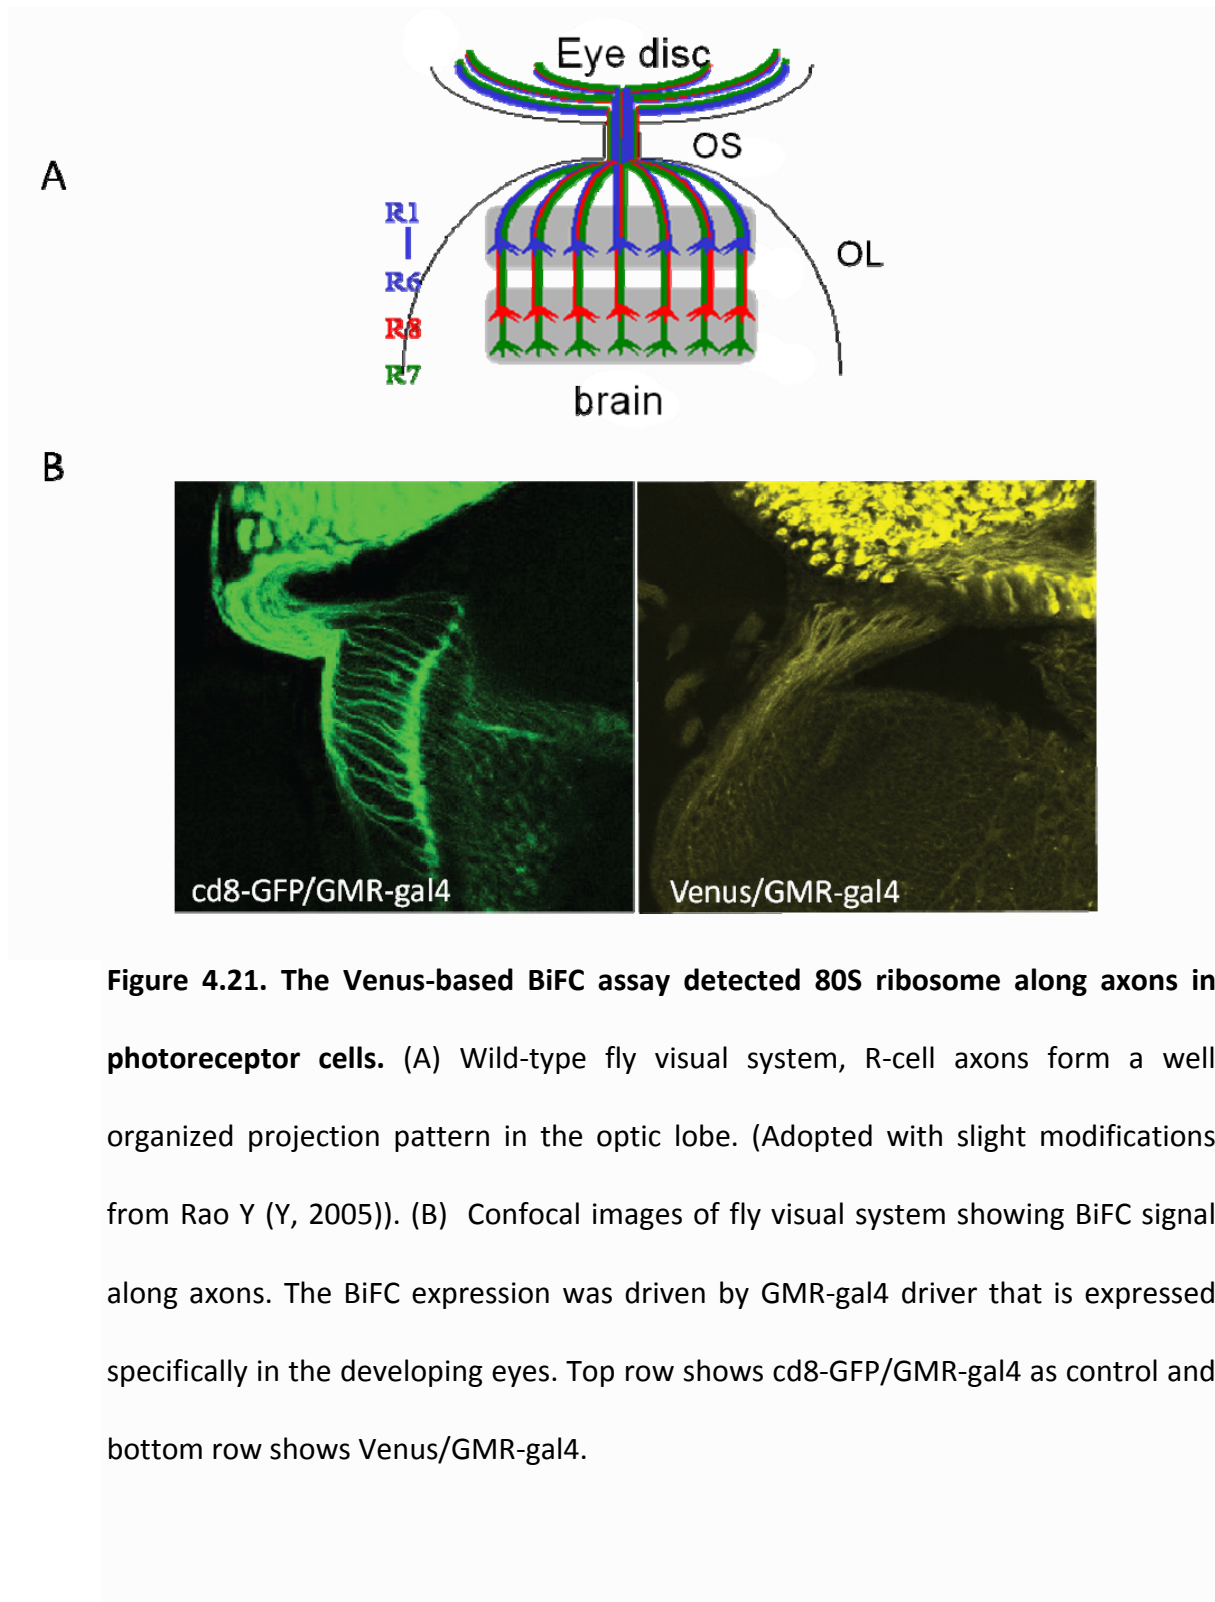 Eye disc
OS
A
R1
R6
R8
R7
OL
brain
B
cd8-GFP/GMR-gal4
Venus/GMR-gal4
Figure 4.21. The Venus-based BiFC assay detected 80S ribosome along axons in
photoreceptor cells. (A) Wild-type fly visual system, R-cell axons form a well
organized projection pattern in the optic lobe. (Adopted with slight modifications
from Rao Y (Y, 2005)). (B) Confocal images of fly visual system showing BiFC signal
along axons. The BiFC expression was driven by GMR-gal4 driver that is expressed
specifically in the developing eyes. Top row shows cd8-GFP/GMR-gal4 as control and
bottom row shows Venus/GMR-gal4.